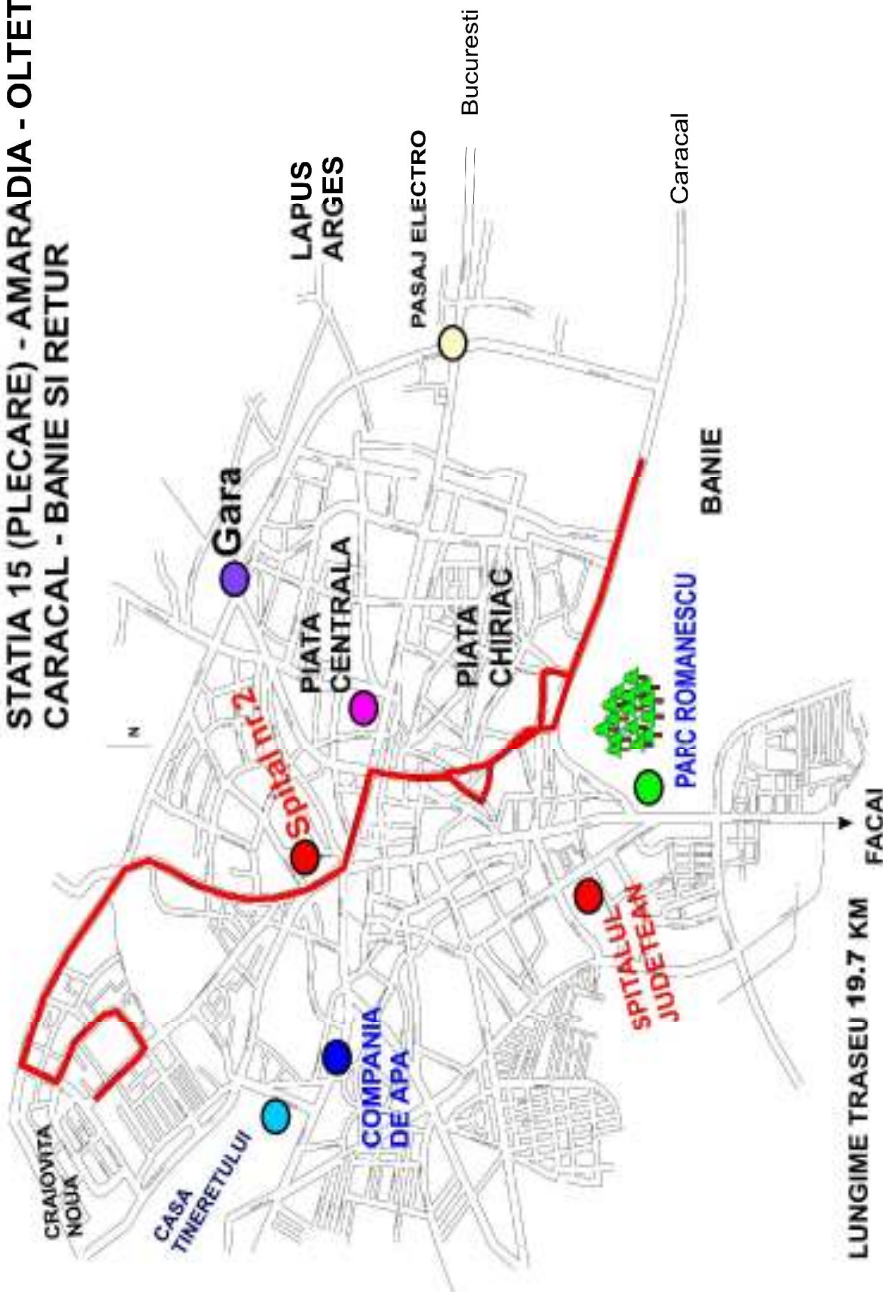 STATIA 15 (PLECARE) - AMARADIA - OLTET
CARACAL - BANIE SI RETUR
LAPUS
ARGES
PASAJ ELECTRO
Bucuresti
Caracal
Gara
N
PIATA
CENTRALA
PIATA
CHIRIAC
BANIE
Spital nr.2
PARC ROMANESCU
CRAIOVITA
NOUA
CASA
TINERETULUI
COMPANIA
DE APA
SPITALUL
JUDETEAN
FACAI
LUNGIME TRASEU 19.7 KM